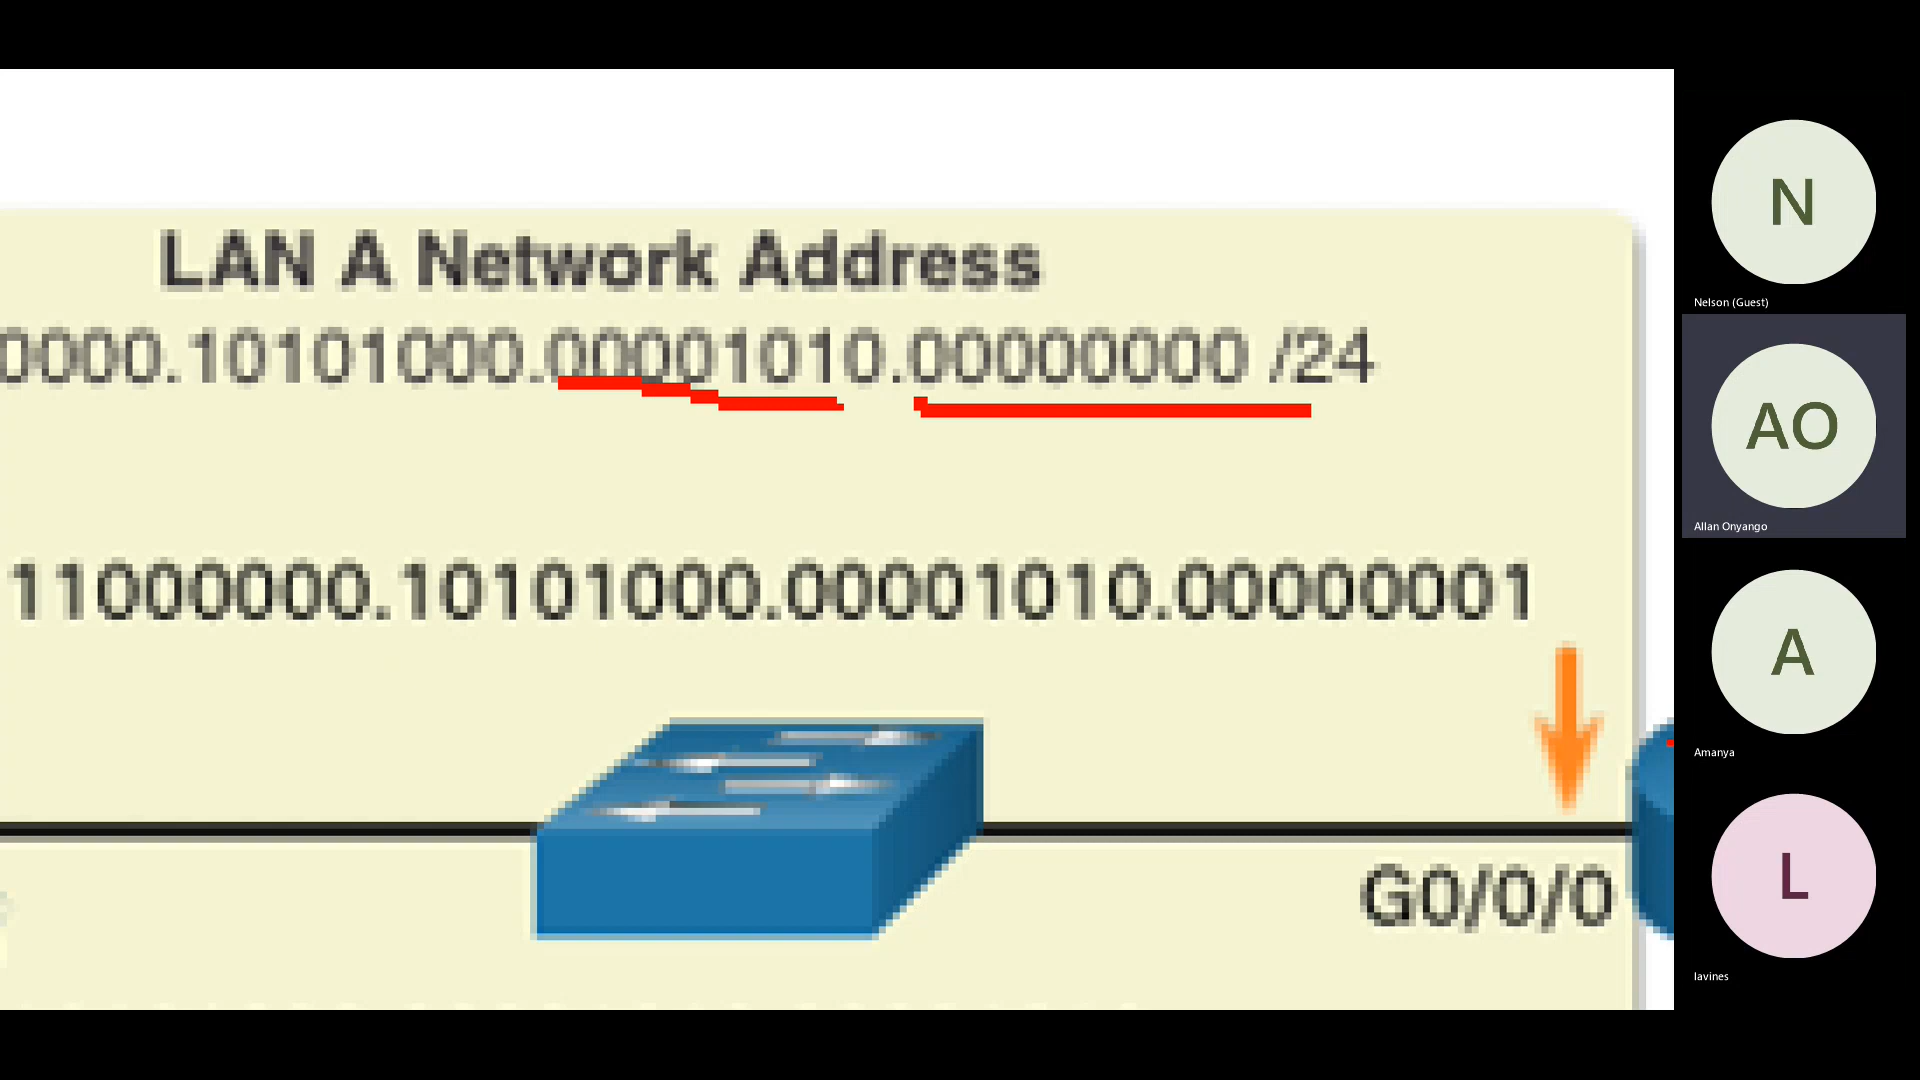 LAN A Network Address
0000.10101000.00001010.00000000 /24
11000000.10101000.00001010.00000001
G0/0/0
N
Nelson (Guest)
AO
Allan Onyango
A
Amanya
L
lavines